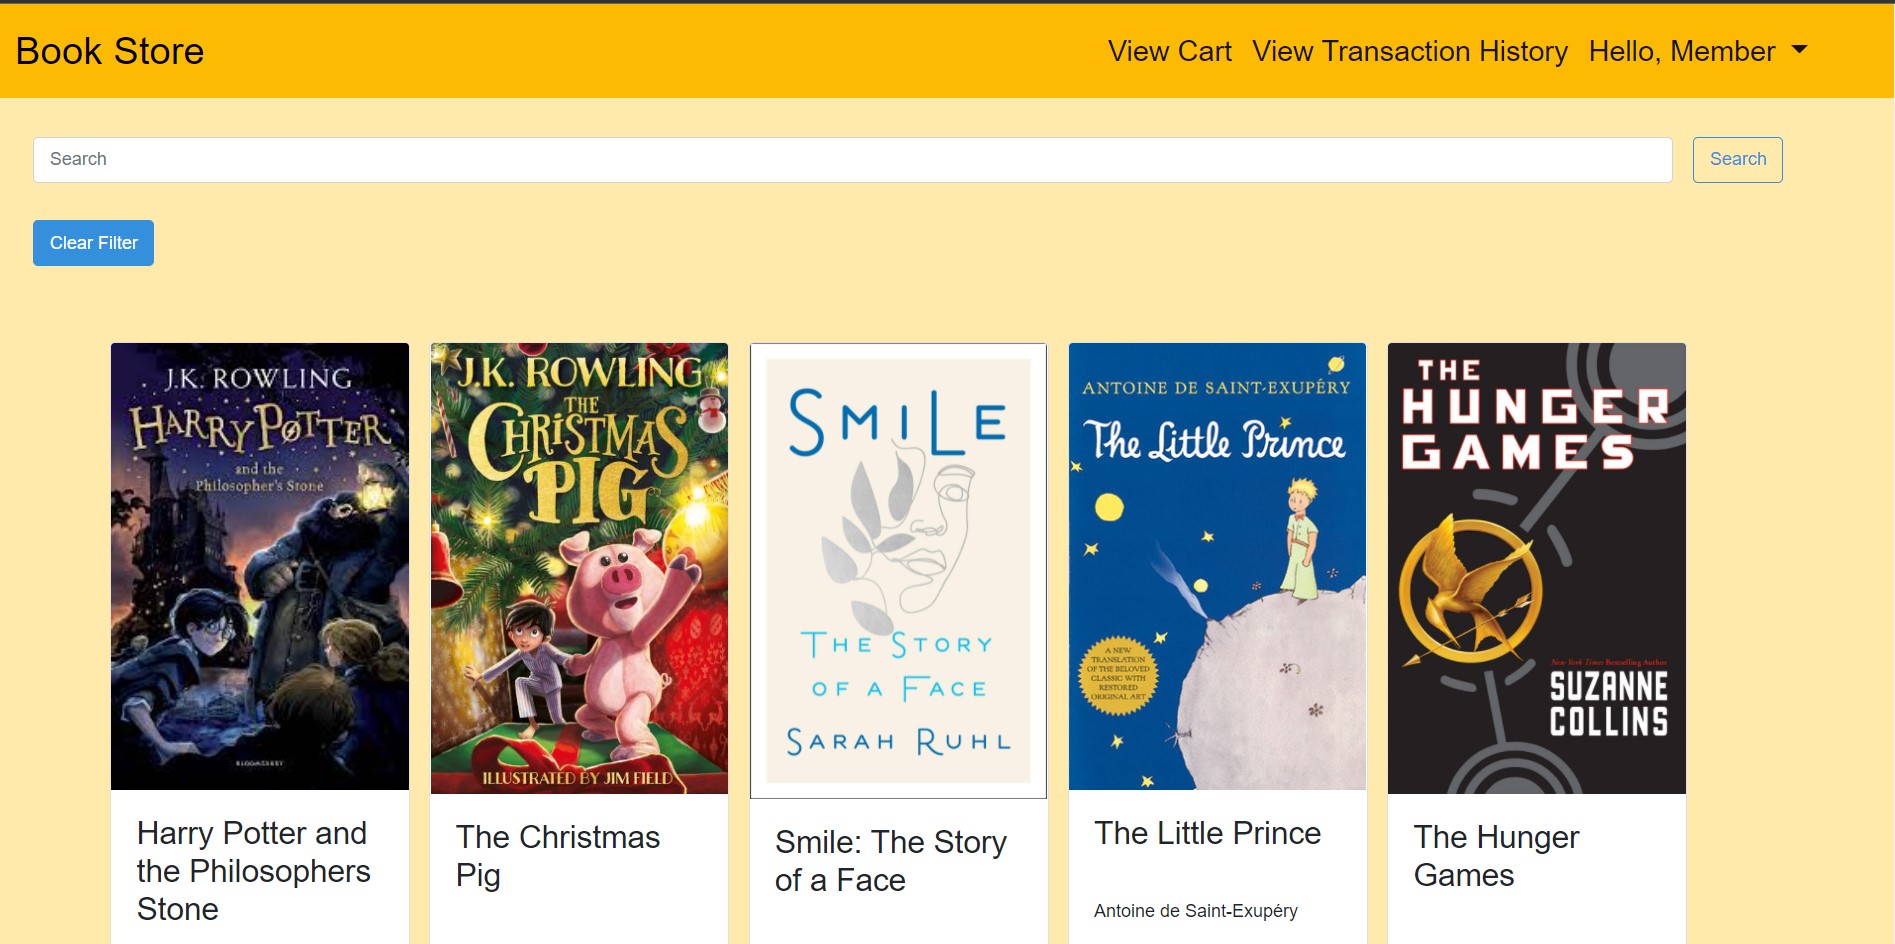 Book Store
View Cart
View Transaction History
Hello, Member
Search
Search
Clear Filter
J.K. ROWLING
HARRY POTTER
and the
Philosopher's Stone
BLOOMSBURY
Harry Potter and
the Philosophers
Stone
J.K. ROWLING
THE
CHRISTMAS
PIG
ILLUSTRATED BY JIM FIELD
The Christmas
Pig
SMILE
THE STORY
OF A FACE
SARAH RUHL
Smile: The Story
of a Face
ANTOINE DE SAINT-EXUPÉRY
The Little Prince
A NEW
TRANSLATION
OF THE BELOVED
CLASSIC WITH
RESTORED
ORIGINAL ART
The Little Prince
Antoine de Saint-Exupéry
THE
HUNGER
GAMES
New York Times Bestselling Author
SUZANNE
COLLINS
The Hunger
Games